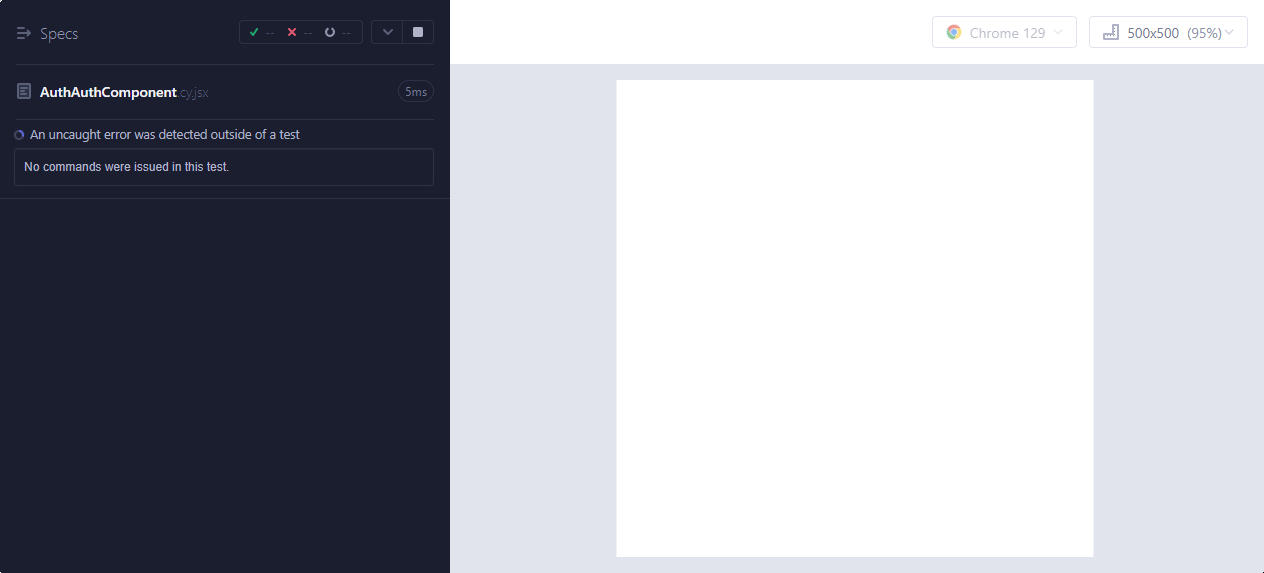 Specs
-- -- --
Chrome 129
500x500 (95%)
AuthAuthComponent.cy.jsx
5ms
An uncaught error was detected outside of a test
No commands were issued in this test.